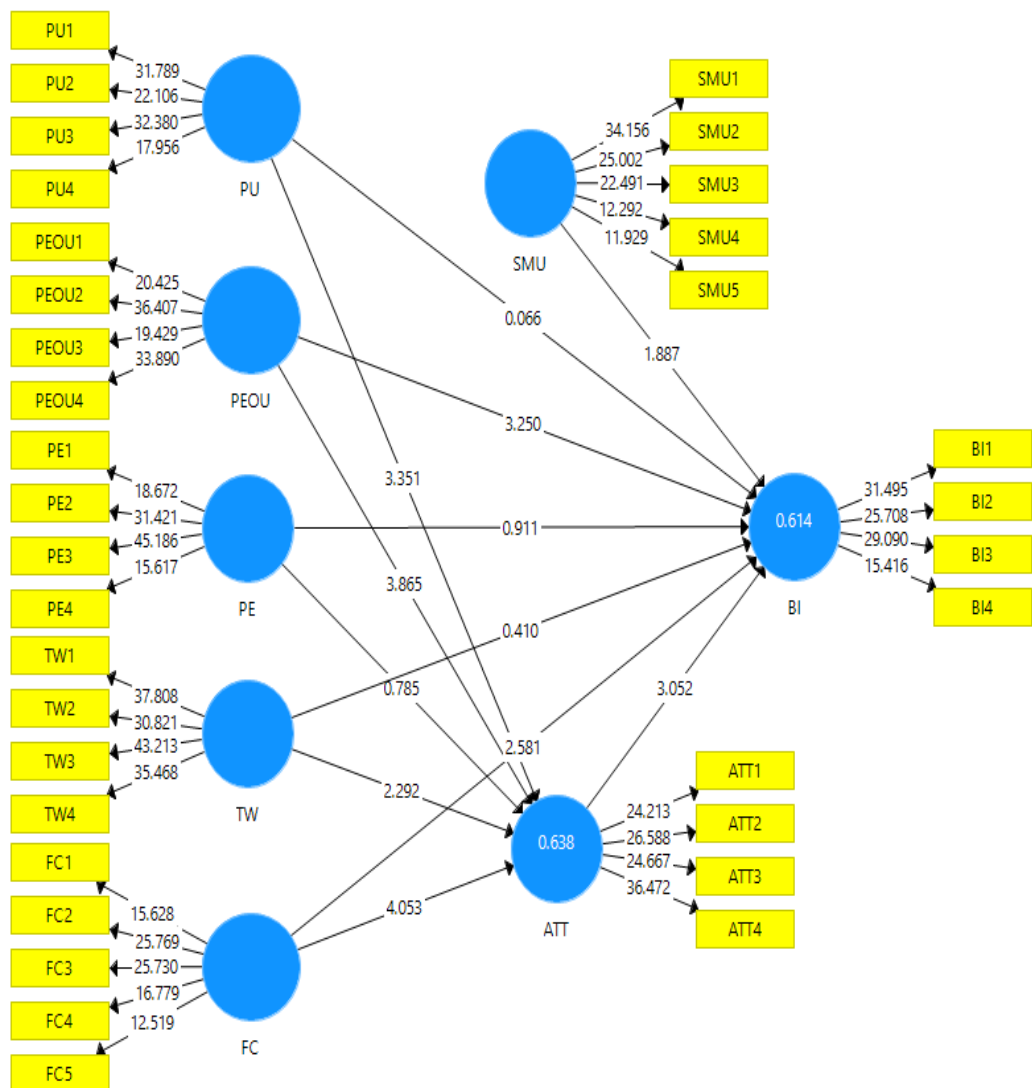 PU1
PU2
PU3
PU4
31.789
22.106
32.380
17.956
PU
PEOU1
PEOU2
PEOU3
PEOU4
20.425
36.407
19.429
33.890
PEOU
PE1
PE2
PE3
PE4
18.672
31.421
45.186
15.617
PE
TW1
TW2
TW3
TW4
37.808
30.821
43.213
35.468
TW
FC1
FC2
FC3
FC4
FC5
15.628
25.769
25.730
16.779
12.519
FC
SMU
34.156
25.002
22.491
12.292
11.929
SMU1
SMU2
SMU3
SMU4
SMU5
0.066
1.887
3.250
3.351
0.911
3.865
0.410
0.785
3.052
2.581
2.292
4.053
0.614
BI
31.495
25.708
29.090
15.416
BI1
BI2
BI3
BI4
0.638
ATT
24.213
26.588
24.667
36.472
ATT1
ATT2
ATT3
ATT4